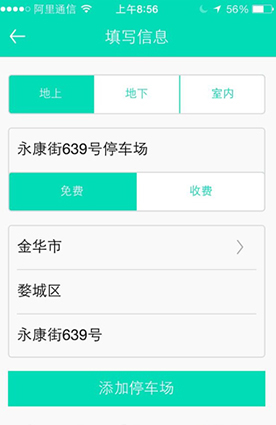 阿里通信 上午8:56 56%
填写信息
地上 地下 室内
永康街639号停车场
免费 收费
金华市
婺城区
永康街639号
添加停车场